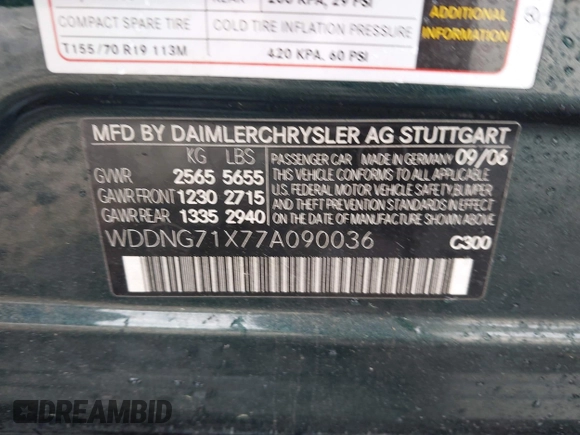 COMPACT SPARE TIRE
COLD TIRE INFLATION PRESSURE
T155/70 R19 113M
420 KPA, 60 PSI
ADDITIONAL
INFORMATION
MFD BY DAIMLERCHRYSLER AG STUTTGART
KG LBS
GVWR 2565 5655
GAWR FRONT 1230 2715
GAWR REAR 1335 2940
PASSENGER CAR MADE IN GERMANY 09/06
THIS VEHICLE CONFORMS TO ALL APPLICABLE
U.S. FEDERAL MOTOR VEHICLE SAFETY, BUMPER
AND THEFT PREVENTION STANDARDS IN EFFECT
ON THE DATE OF MANUFACTURE SHOWN ABOVE.
WDDNG71X77A090036
C300
DREAMBID